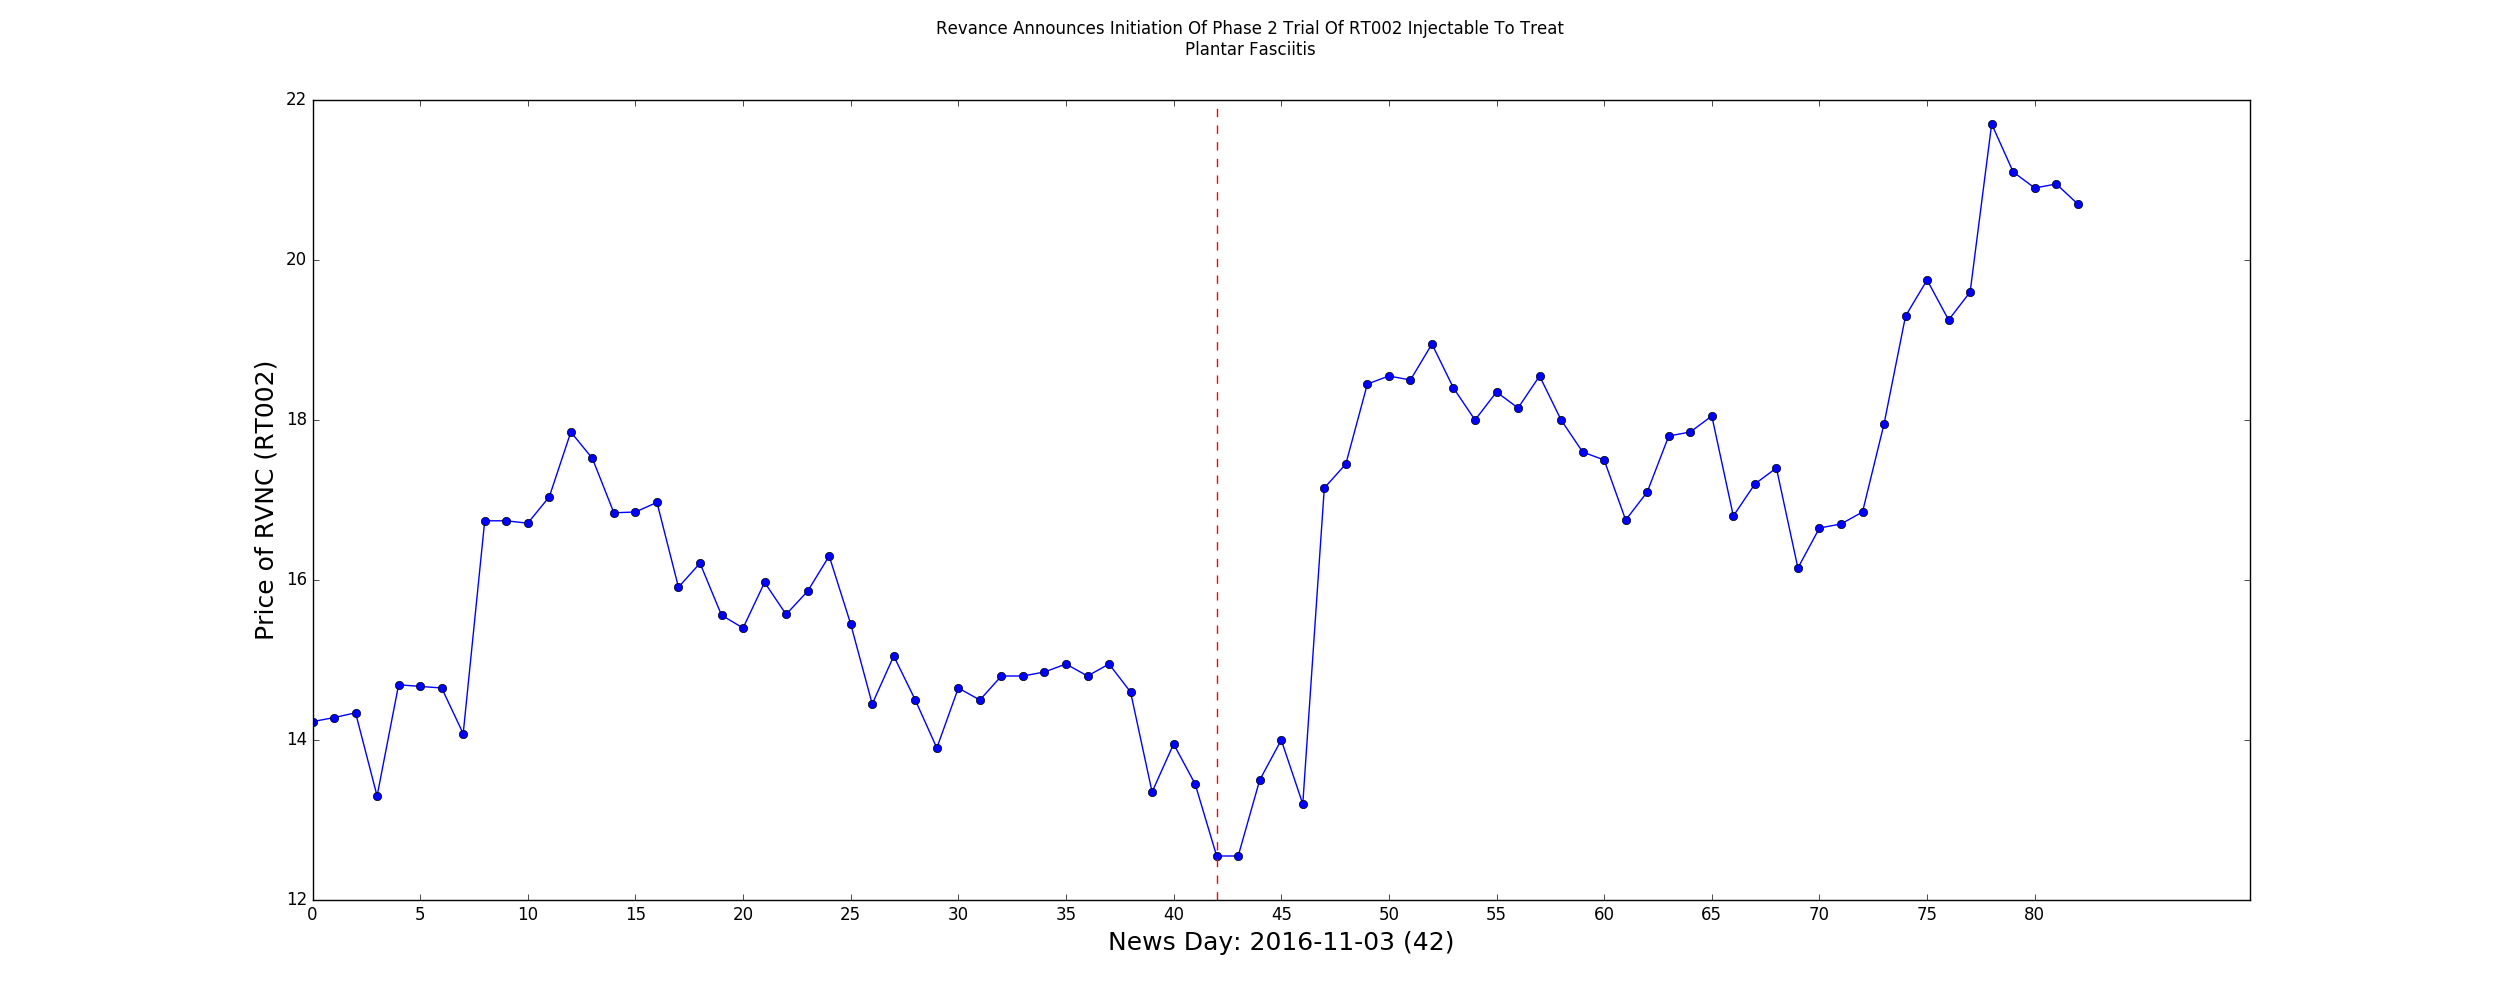 Revance Announces Initiation Of Phase 2 Trial Of RT002 Injectable To Treat
Plantar Fasciitis
22
20
18
16
14
12
Price of RVNC (RT002)
0 5 10 15 20 25 30 35 40 45 50 55 60 65 70 75 80
News Day: 2016-11-03 (42)